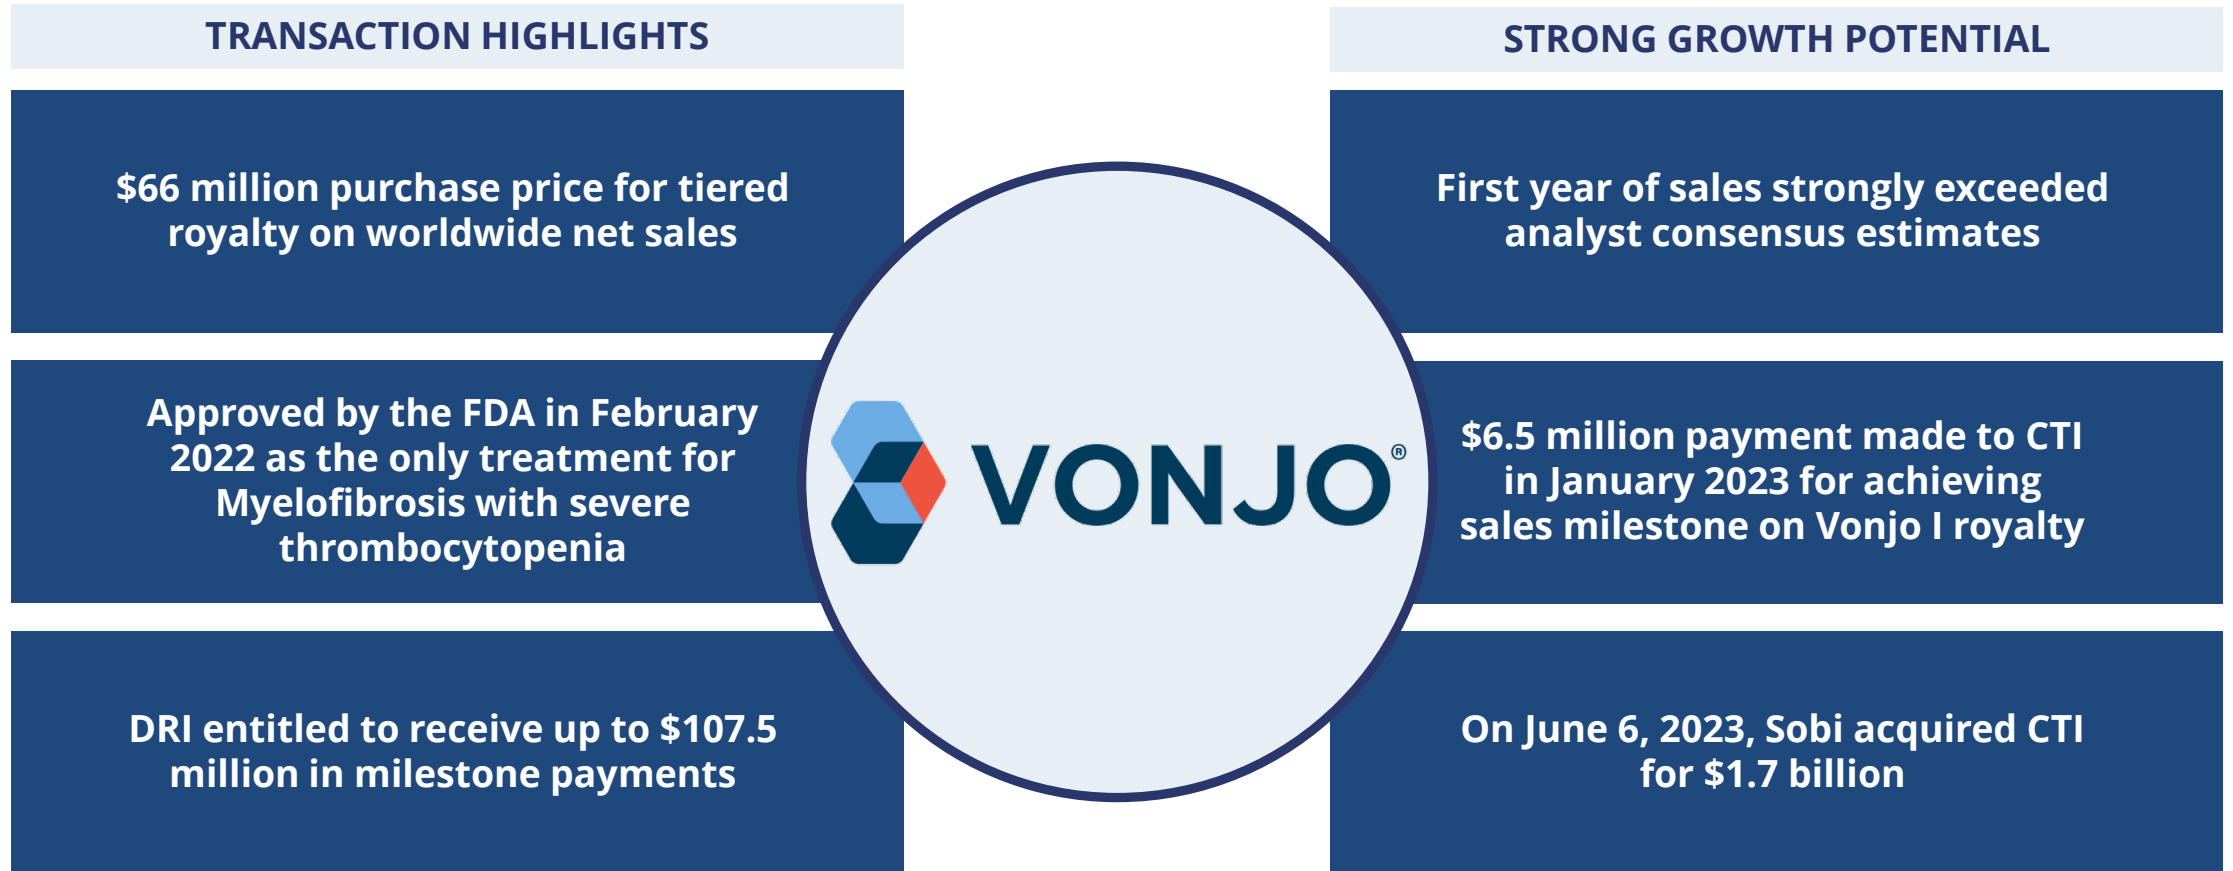 TRANSACTION HIGHLIGHTS
$66 million purchase price for tiered
royalty on worldwide net sales
Approved by the FDA in February
2022 as the only treatment for
Myelofibrosis with severe
thrombocytopenia
DRI entitled to receive up to $107.5
million in milestone payments
VONJO®
STRONG GROWTH POTENTIAL
First year of sales strongly exceeded
analyst consensus estimates
$6.5 million payment made to CTI
in January 2023 for achieving
sales milestone on Vonjo I royalty
On June 6, 2023, Sobi acquired CTI
for $1.7 billion